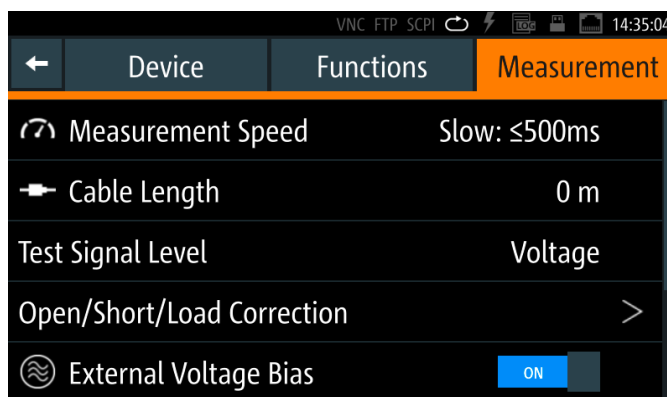 VNC FTP SCPI LOG 14:35:04
Device Functions Measurement
Measurement Speed Slow: ≤500ms
Cable Length 0 m
Test Signal Level Voltage
Open/Short/Load Correction >
External Voltage Bias ON